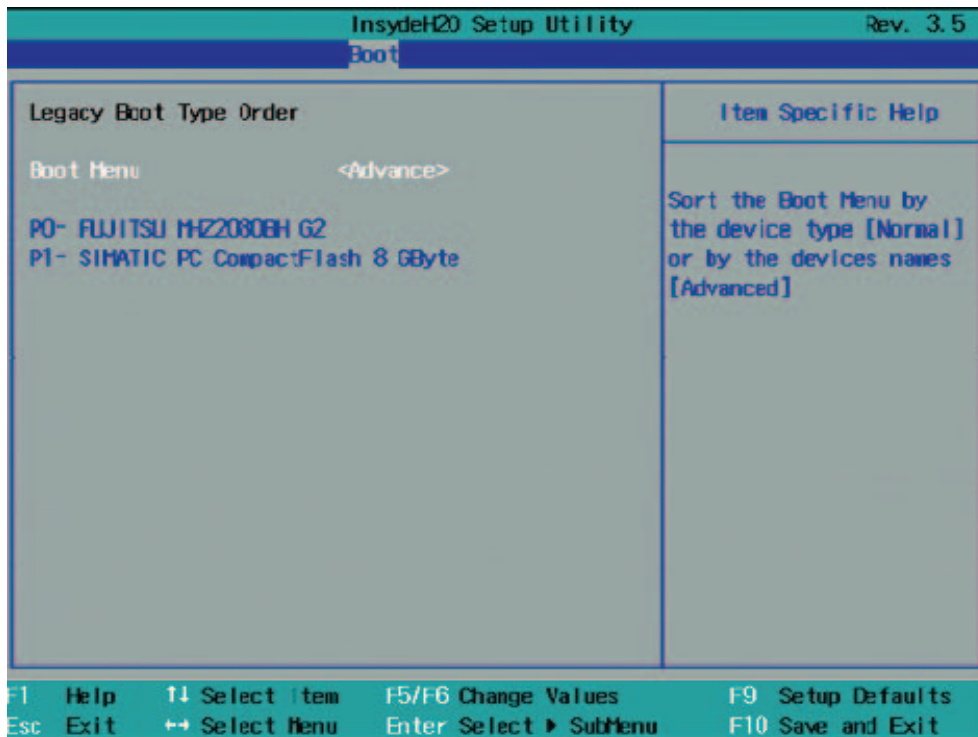 InsydeH2O Setup Utility Rev. 3.5
Boot
Legacy Boot Type Order
Boot Menu <Advance>
P0- FUJITSU MHZ2080BH G2
P1- SIMATIC PC CompactFlash 8 GByte
Item Specific Help
Sort the Boot Menu by
the device type [Normal]
or by the devices names
[Advanced]
F1 Help ↑↓ Select Item F5/F6 Change Values F9 Setup Defaults
Esc Exit ←→ Select Menu Enter Select ▶ SubMenu F10 Save and Exit